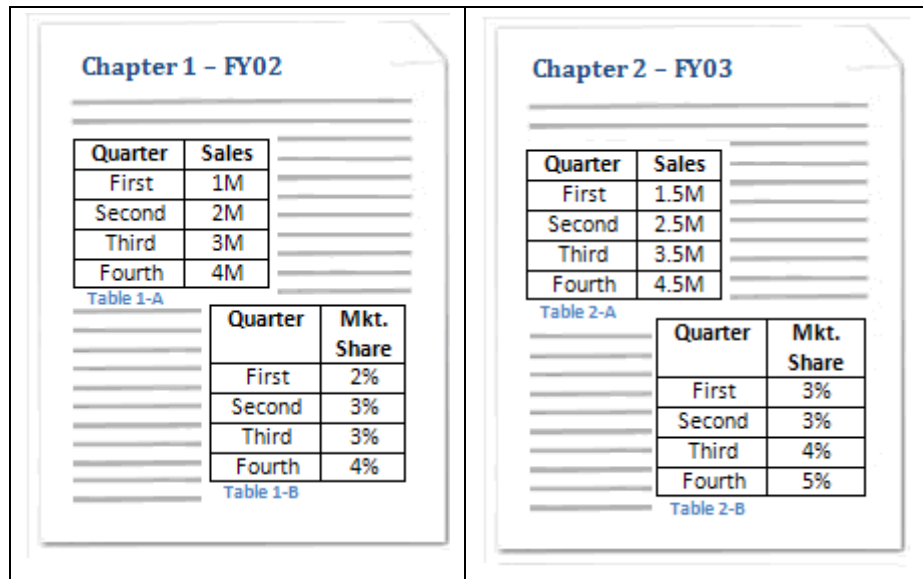 Chapter 1 – FY02
Quarter Sales
First 1M
Second 2M
Third 3M
Fourth 4M
Table 1-A
Quarter Mkt.
Share
First 2%
Second 3%
Third 3%
Fourth 4%
Table 1-B
Chapter 2 – FY03
Quarter Sales
First 1.5M
Second 2.5M
Third 3.5M
Fourth 4.5M
Table 2-A
Quarter Mkt.
Share
First 3%
Second 3%
Third 4%
Fourth 5%
Table 2-B